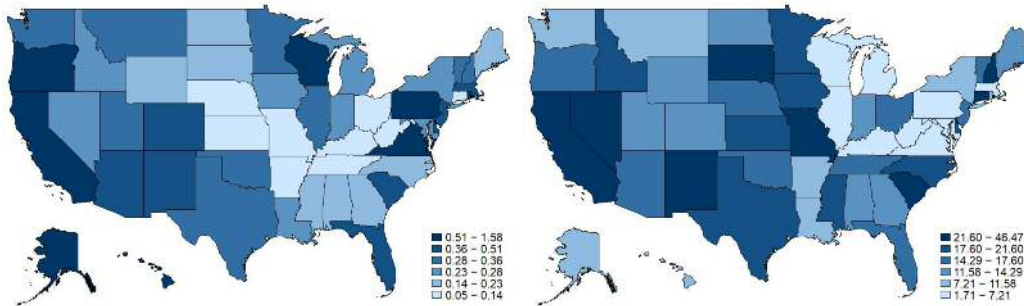 0.51 – 1.58
0.36 – 0.51
0.28 – 0.36
0.23 – 0.28
0.14 – 0.23
0.05 – 0.14
21.60 – 46.47
17.60 – 21.60
14.29 – 17.60
11.58 – 14.29
7.21 – 11.58
1.71 – 7.21